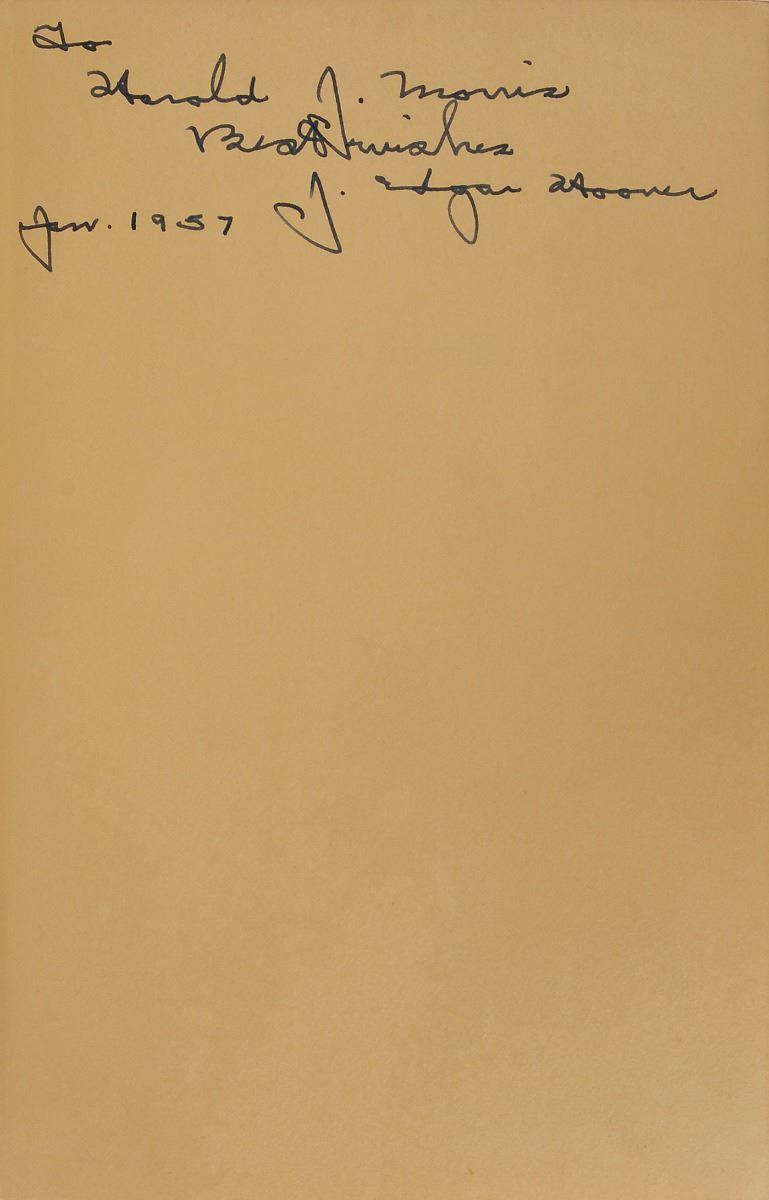 To
Harold J. Morris
Best wishes
J. Edgar Hoover
Jan. 1957